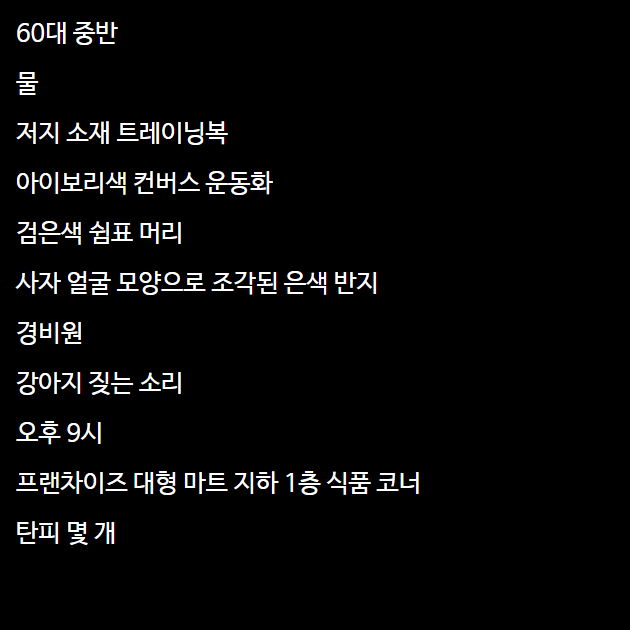 60대 중반
물
저지 소재 트레이닝복
아이보리색 컨버스 운동화
검은색 쉼표 머리
사자 얼굴 모양으로 조각된 은색 반지
경비원
강아지 짖는 소리
오후 9시
프랜차이즈 대형 마트 지하 1층 식품 코너
탄피 몇 개